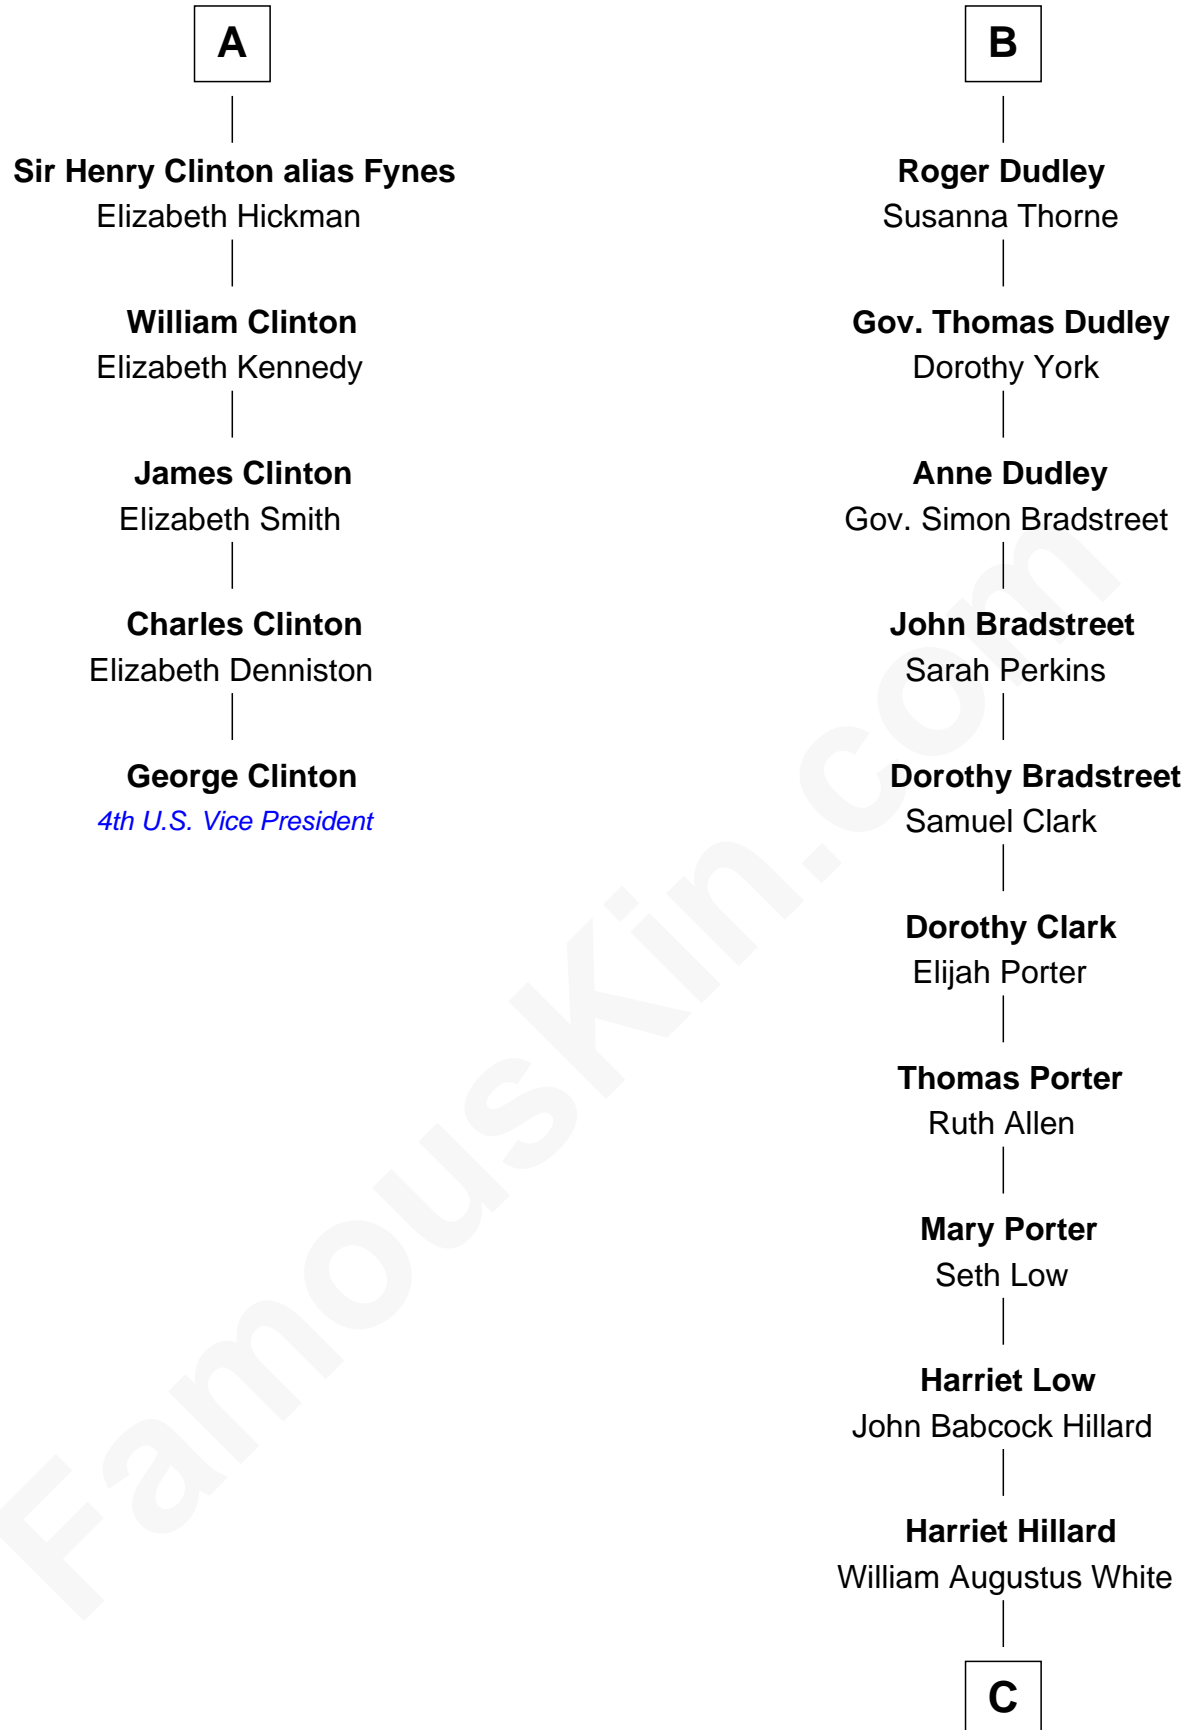 A
Sir Henry Clinton alias Fynes
Elizabeth Hickman
William Clinton
Elizabeth Kennedy
James Clinton
Elizabeth Smith
Charles Clinton
Elizabeth Denniston
George Clinton
4th U.S. Vice President
B
Roger Dudley
Susanna Thorne
Gov. Thomas Dudley
Dorothy York
Anne Dudley
Gov. Simon Bradstreet
John Bradstreet
Sarah Perkins
Dorothy Bradstreet
Samuel Clark
Dorothy Clark
Elijah Porter
Thomas Porter
Ruth Allen
Mary Porter
Seth Low
Harriet Low
John Babcock Hillard
Harriet Hillard
William Augustus White
C
FamousKin.com